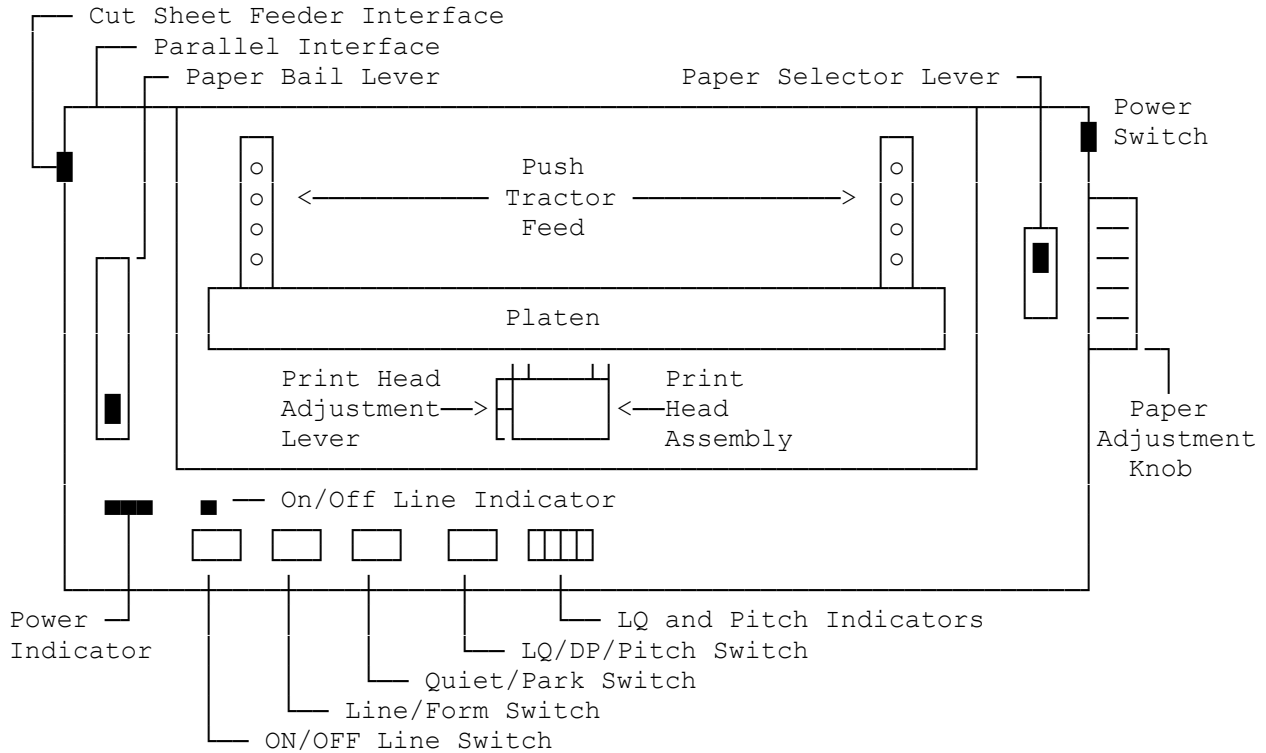 Cut Sheet Feeder Interface
Parallel Interface
Paper Bail Lever
Paper Selector Lever
Power
Switch
Push
Tractor
Feed
Platen
Print Head
Adjustment
Lever
Print
Head
Assembly
Paper
Adjustment
Knob
On/Off Line Indicator
Power
Indicator
LQ and Pitch Indicators
LQ/DP/Pitch Switch
Quiet/Park Switch
Line/Form Switch
ON/OFF Line Switch